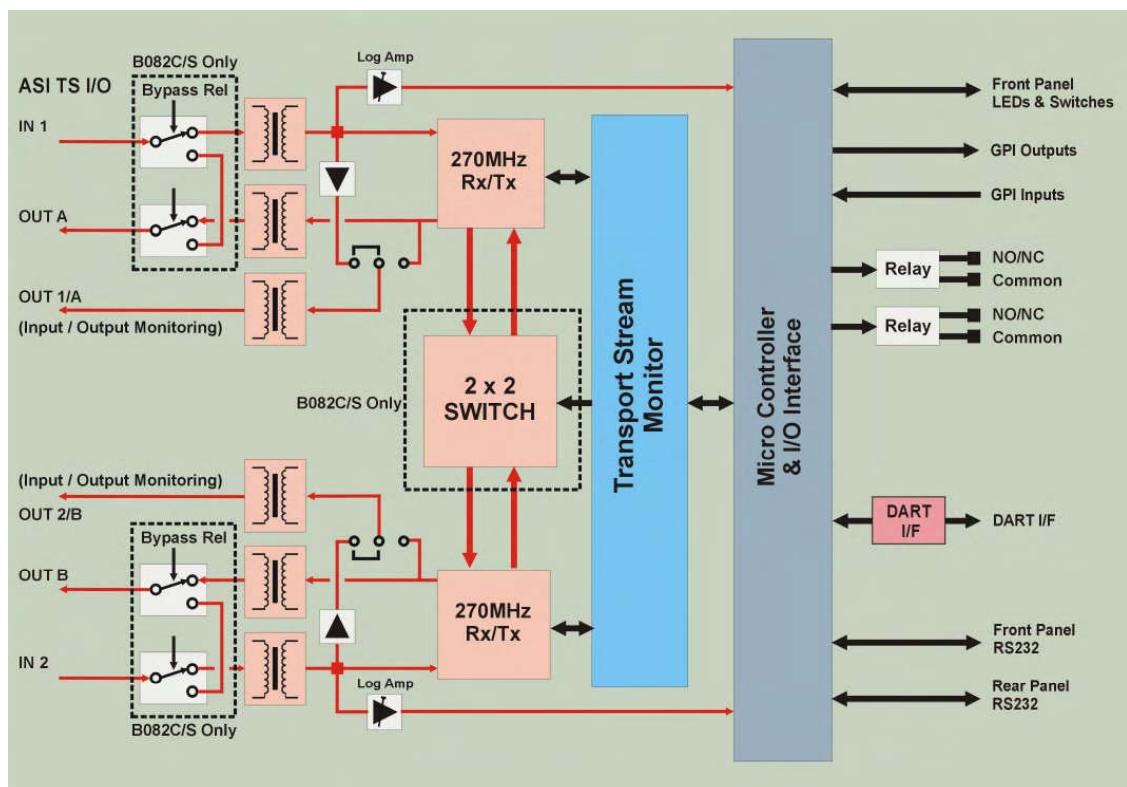 B082C/S Only
ASI TS I/O
Bypass Rel
IN 1
OUT A
OUT 1/A
(Input / Output Monitoring)
Log Amp
270MHz
Rx/Tx
2 x 2
SWITCH
B082C/S Only
Transport Stream
Monitor
Micro Controller
& I/O Interface
Front Panel
LEDs & Switches
GPI Outputs
GPI Inputs
Relay
NO/NC
Common
Relay
NO/NC
Common
DART
I/F
DART I/F
Front Panel
RS232
Rear Panel
RS232
(Input / Output Monitoring)
OUT 2/B
Bypass Rel
OUT B
IN 2
B082C/S Only
270MHz
Rx/Tx
Log Amp